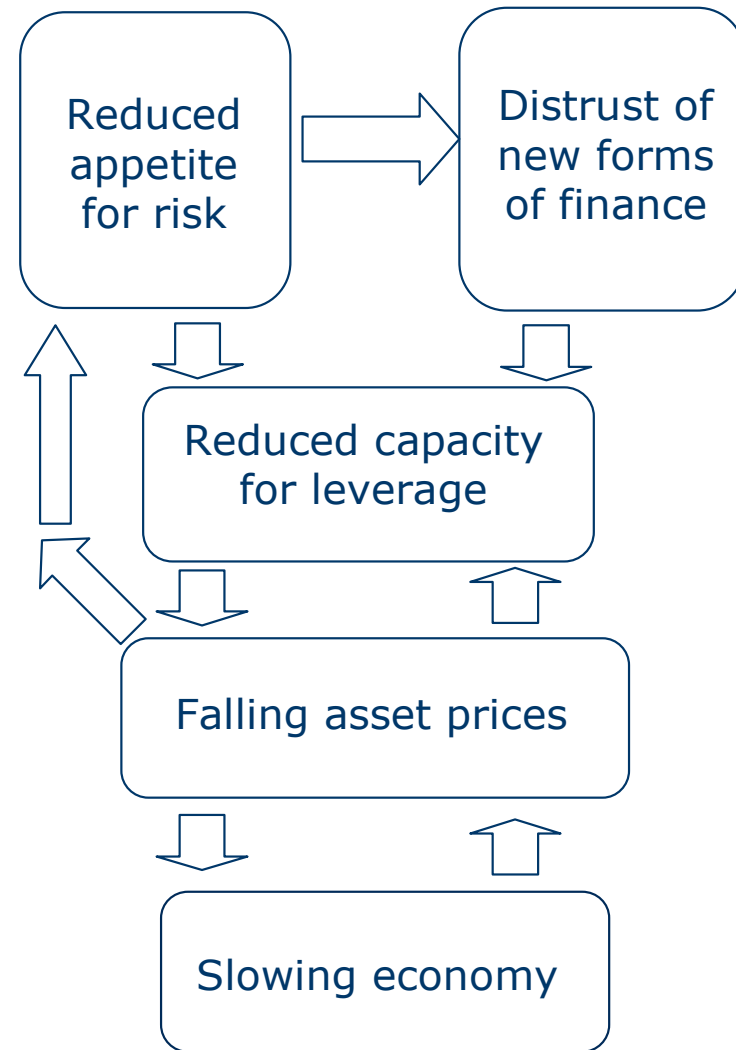 Reduced
appetite
for risk
Distrust of
new forms
of finance
Reduced capacity
for leverage
Falling asset prices
Slowing economy